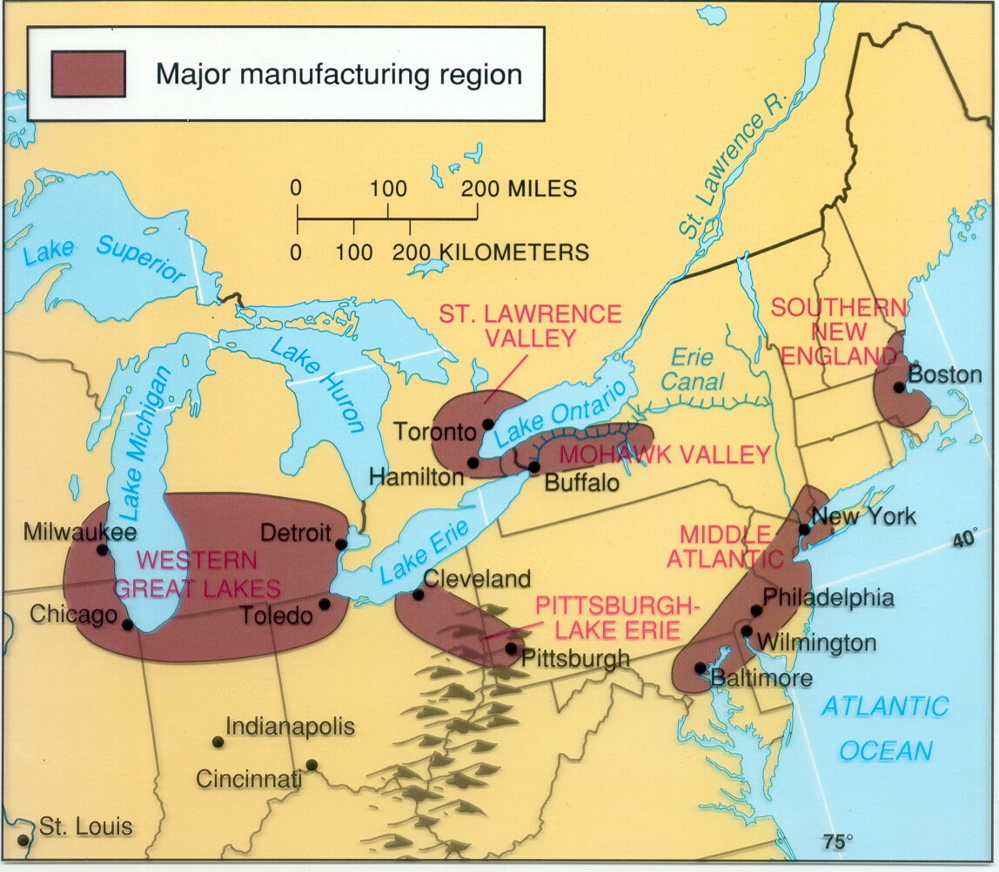 Major manufacturing region
0 100 200 MILES
0 100 200 KILOMETERS
St. Lawrence R.
Lake Superior
ST. LAWRENCE
VALLEY
SOUTHERN
NEW
ENGLAND
Lake Huron
Erie
Canal
Boston
Lake Michigan
Lake Ontario
Toronto
MOHAWK VALLEY
Hamilton
Buffalo
New York
Milwaukee
Detroit
MIDDLE
ATLANTIC
40°
WESTERN
GREAT LAKES
Lake Erie
Cleveland
Chicago
Toledo
PITTSBURGH-
LAKE ERIE
Philadelphia
Pittsburgh
Wilmington
Baltimore
ATLANTIC
OCEAN
Indianapolis
Cincinnati
St. Louis
75°